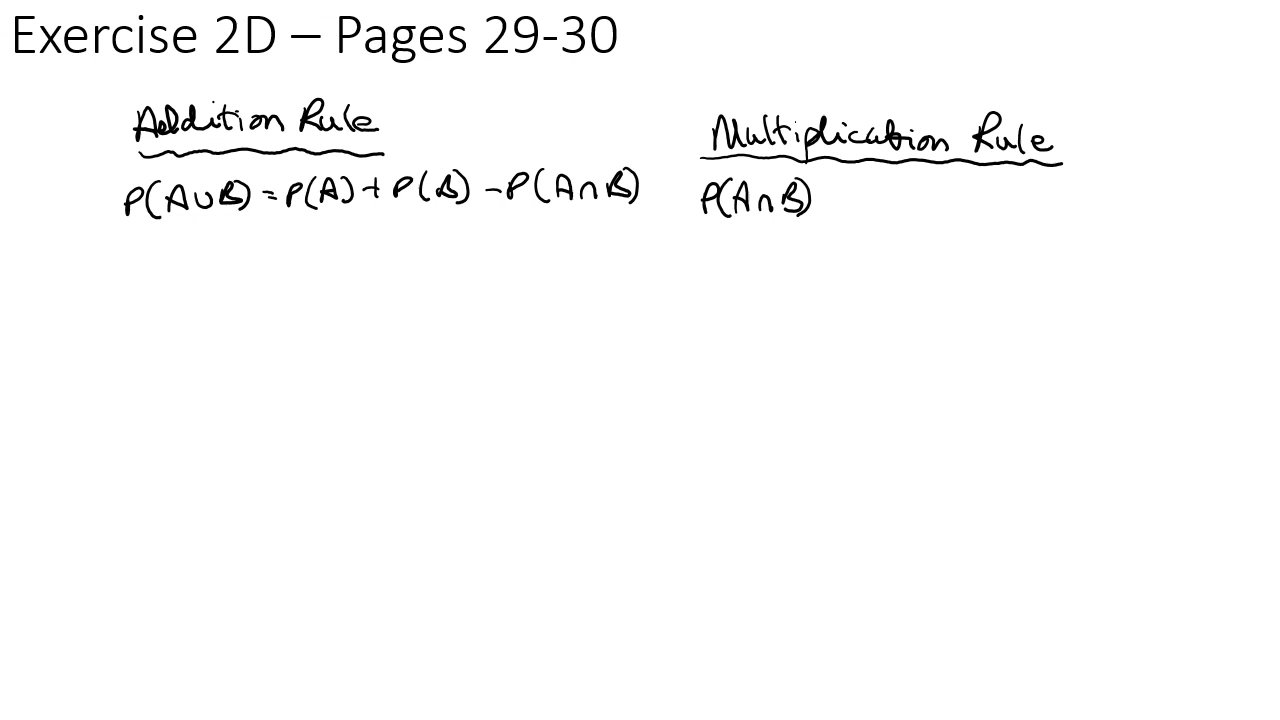 Exercise 2D – Pages 29-30
Addition Rule
P(A∪B) = P(A) + P(B) – P(A∩B)
Multiplication Rule
P(A∩B)